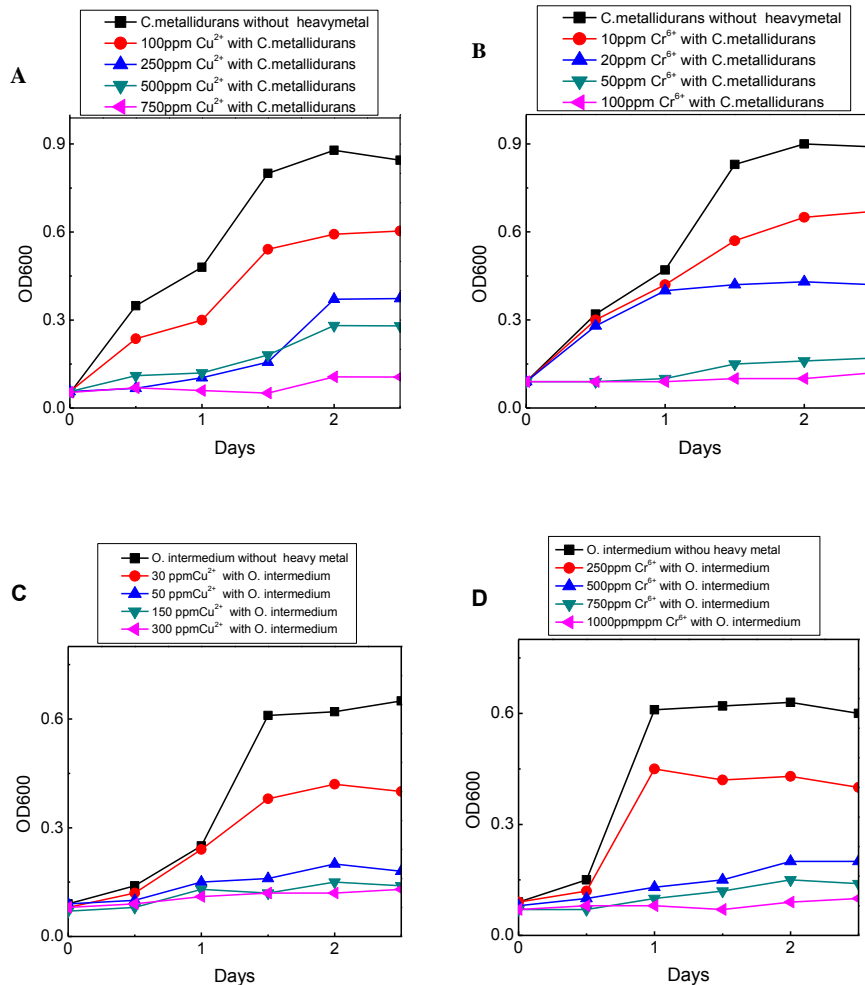 A
C.metallidurans without heavymetal
100ppm Cu²⁺ with C.metallidurans
250ppm Cu²⁺ with C.metallidurans
500ppm Cu²⁺ with C.metallidurans
750ppm Cu²⁺ with C.metallidurans
0.9
0.6
0.3
0.0
OD600
0 1 2
Days
B
C.metallidurans without heavymetal
10ppm Cr⁶⁺ with C.metallidurans
20ppm Cr⁶⁺ with C.metallidurans
50ppm Cr⁶⁺ with C.metallidurans
100ppm Cr⁶⁺ with C.metallidurans
0.9
0.6
0.3
0.0
OD600
0 1 2
Days
C
O. intermedium without heavy metal
30 ppmCu²⁺ with O. intermedium
50 ppmCu²⁺ with O. intermedium
150 ppmCu²⁺ with O. intermedium
300 ppmCu²⁺ with O. intermedium
0.6
0.3
0.0
OD600
0 1 2
Days
D
O. intermedium withou heavy metal
250ppm Cr⁶⁺ with O. intermedium
500ppm Cr⁶⁺ with O. intermedium
750ppm Cr⁶⁺ with O. intermedium
1000ppmppm Cr⁶⁺ with O. intermedium
0.6
0.3
0.0
OD600
0 1 2
Days